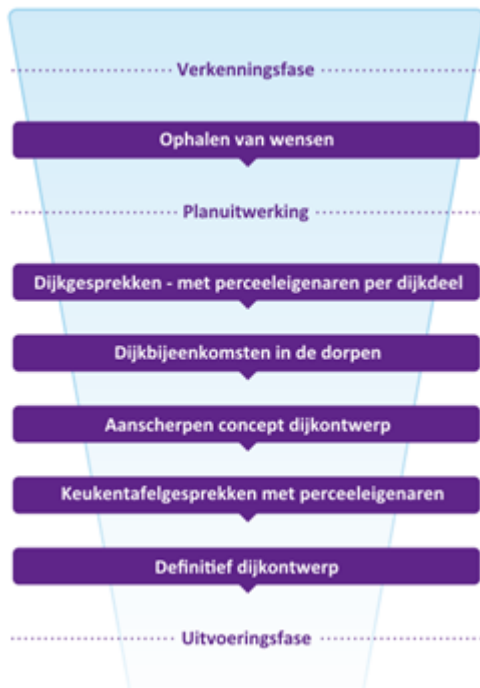 Verkenningsfase
Ophalen van wensen
Planuitwerking
Dijkgesprekken - met perceeleigenaren per dijkdeel
Dijkbijeenkomsten in de dorpen
Aanscherpen concept dijkontwerp
Keukentafelgesprekken met perceeleigenaren
Definitief dijkontwerp
Uitvoeringsfase